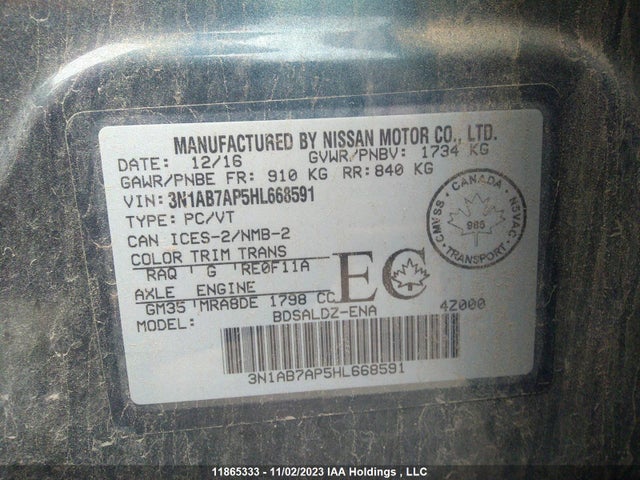 MANUFACTURED BY NISSAN MOTOR CO., LTD.
DATE: 12/16 GVWR/PNBV: 1734 KG
GAWR/PNBE FR: 910 KG RR: 840 KG
VIN: 3N1AB7AP5HL668591
TYPE: PC/VT
CAN ICES-2/NMB-2
COLOR TRIM TRANS
RAQ G RE0F11A
AXLE ENGINE
GM35 MRA8DE 1798 CC
EC
MODEL: BDSALDZ-ENA 4Z000
3N1AB7AP5HL668591
CMVSS - CANADA - NSVAC
985
TRANSPORT
11865333 - 11/02/2023 IAA Holdings , LLC